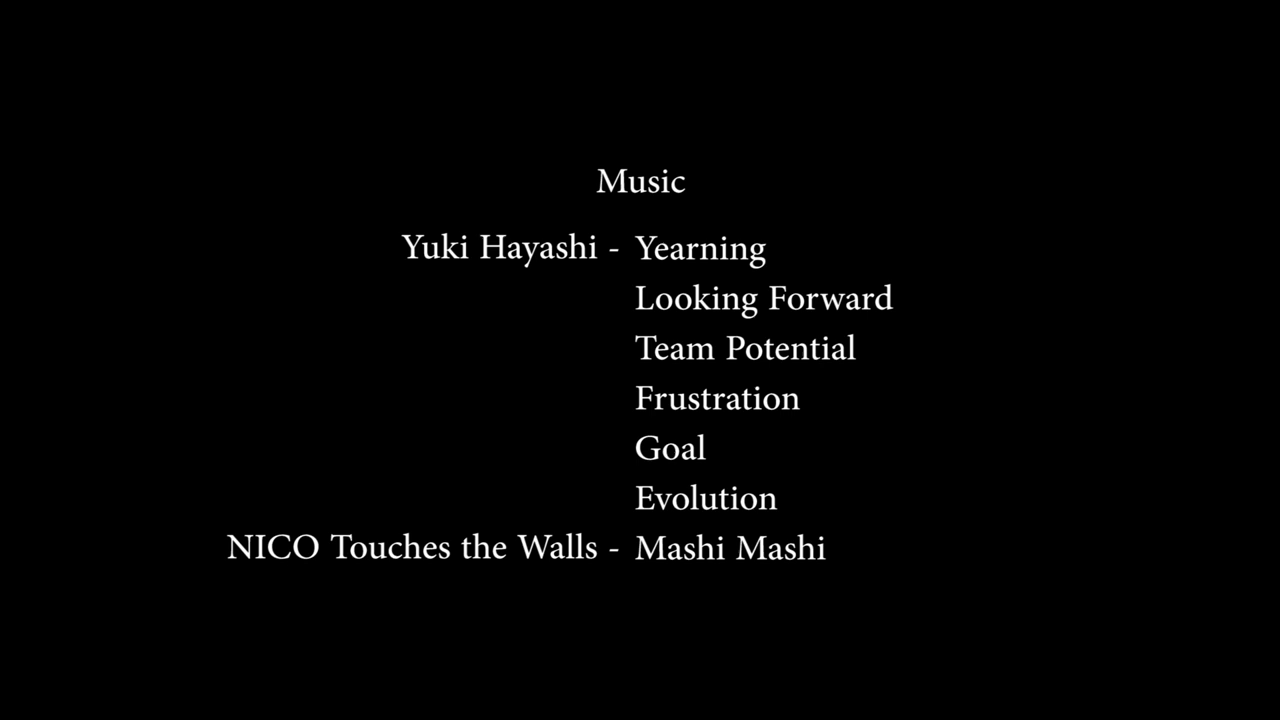 Music
Yuki Hayashi - Yearning
Looking Forward
Team Potential
Frustration
Goal
Evolution
NICO Touches the Walls - Mashi Mashi